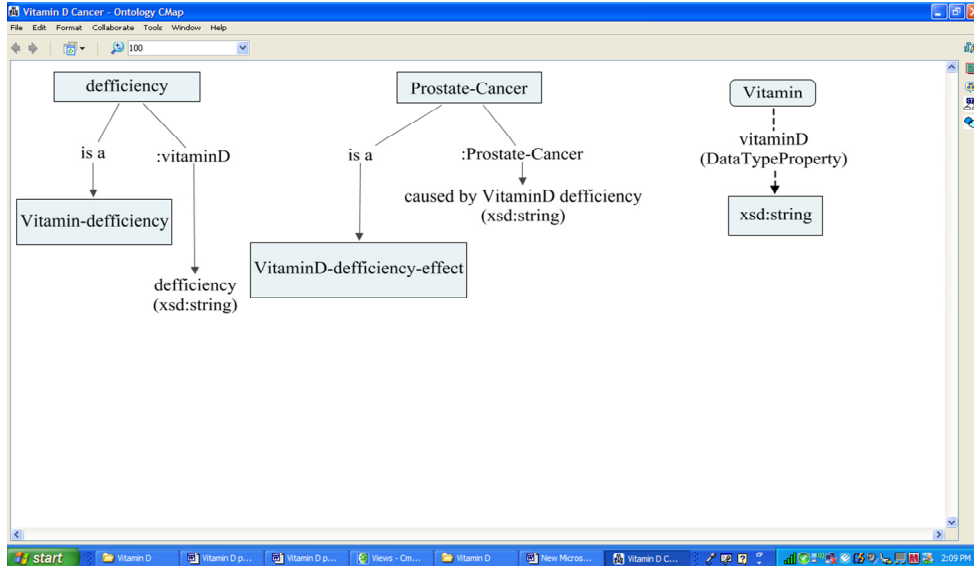 Vitamin D Cancer - Ontology CMap
File Edit Format Collaborate Tools Window Help
100
defficiency
Prostate-Cancer
Vitamin
is a
:vitaminD
is a
:Prostate-Cancer
vitaminD
(DataTypeProperty)
Vitamin-defficiency
caused by VitaminD defficiency
(xsd:string)
xsd:string
VitaminD-defficiency-effect
defficiency
(xsd:string)
start
Vitamin D
Vitamin D p...
Vitamin D p...
Views - Cm...
Vitamin D
New Micros...
Vitamin D C...
2:09 PM